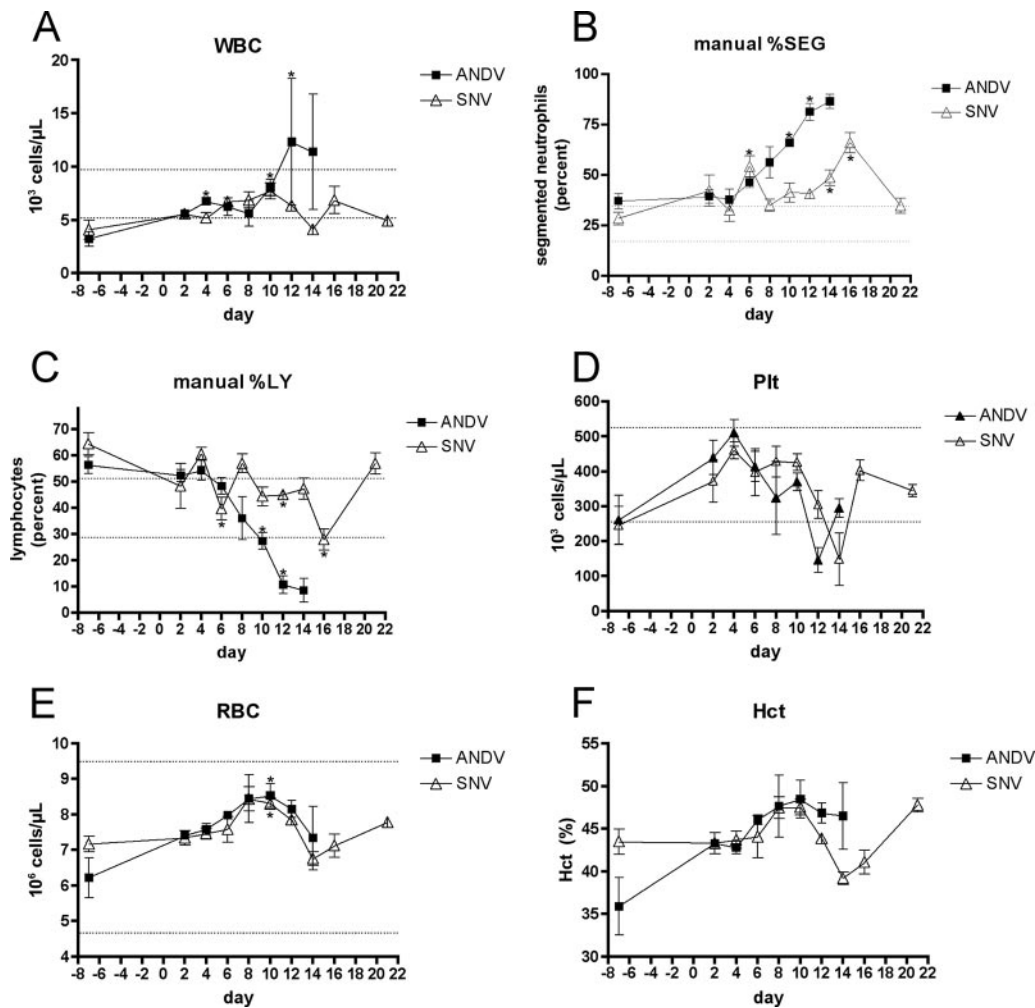 A
WBC
20
15
10
5
0
10³ cells/µL
-8 -6 -4 -2 0 2 4 6 8 10 12 14 16 18 20 22
day
* * * *
*
ANDV
SNV
B
manual %SEG
100
75
50
25
0
segmented neutrophils
(percent)
-8 -6 -4 -2 0 2 4 6 8 10 12 14 16 18 20 22
day
* * * * *
ANDV
SNV
C
manual %LY
70
60
50
40
30
20
10
0
lymphocytes
(percent)
-8 -6 -4 -2 0 2 4 6 8 10 12 14 16 18 20 22
day
* * * * *
ANDV
SNV
D
Plt
600
500
400
300
200
100
0
10³ cells/µL
-8 -6 -4 -2 0 2 4 6 8 10 12 14 16 18 20 22
day
ANDV
SNV
E
RBC
10
9
8
7
6
5
4
10⁶ cells/µL
-8 -6 -4 -2 0 2 4 6 8 10 12 14 16 18 20 22
day
*
*
ANDV
SNV
F
Hct
55
50
45
40
35
30
Hct (%)
-8 -6 -4 -2 0 2 4 6 8 10 12 14 16 18 20 22
day
ANDV
SNV